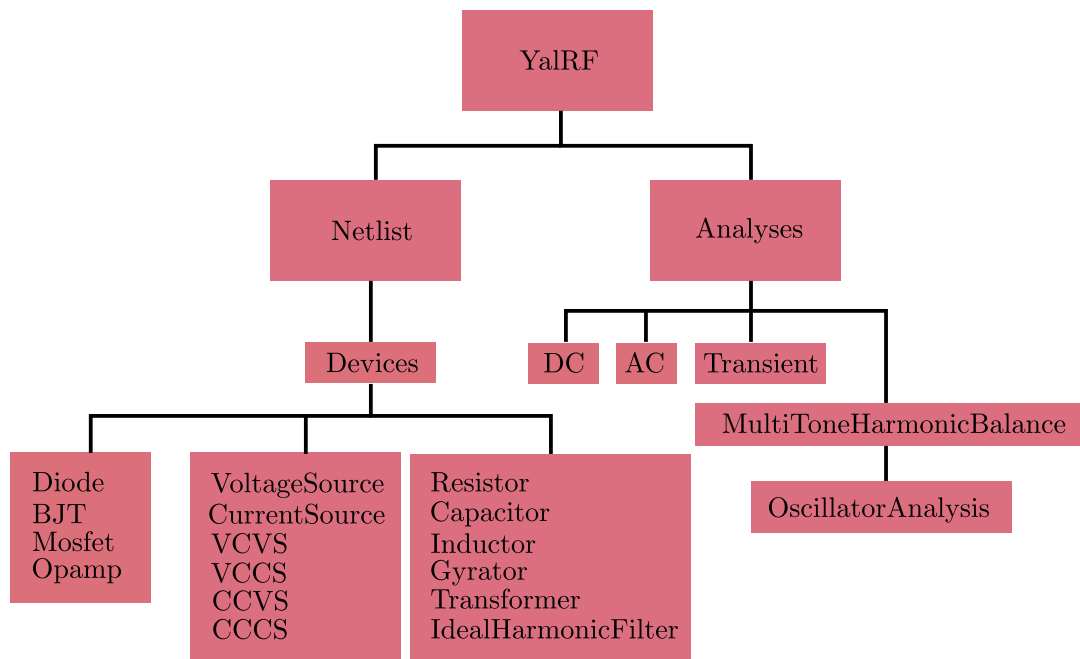 YalRF
Netlist
Analyses
Devices
DC
AC
Transient
MultiToneHarmonicBalance
OscillatorAnalysis
Diode
BJT
Mosfet
Opamp
VoltageSource
CurrentSource
VCVS
VCCS
CCVS
CCCS
Resistor
Capacitor
Inductor
Gyrator
Transformer
IdealHarmonicFilter